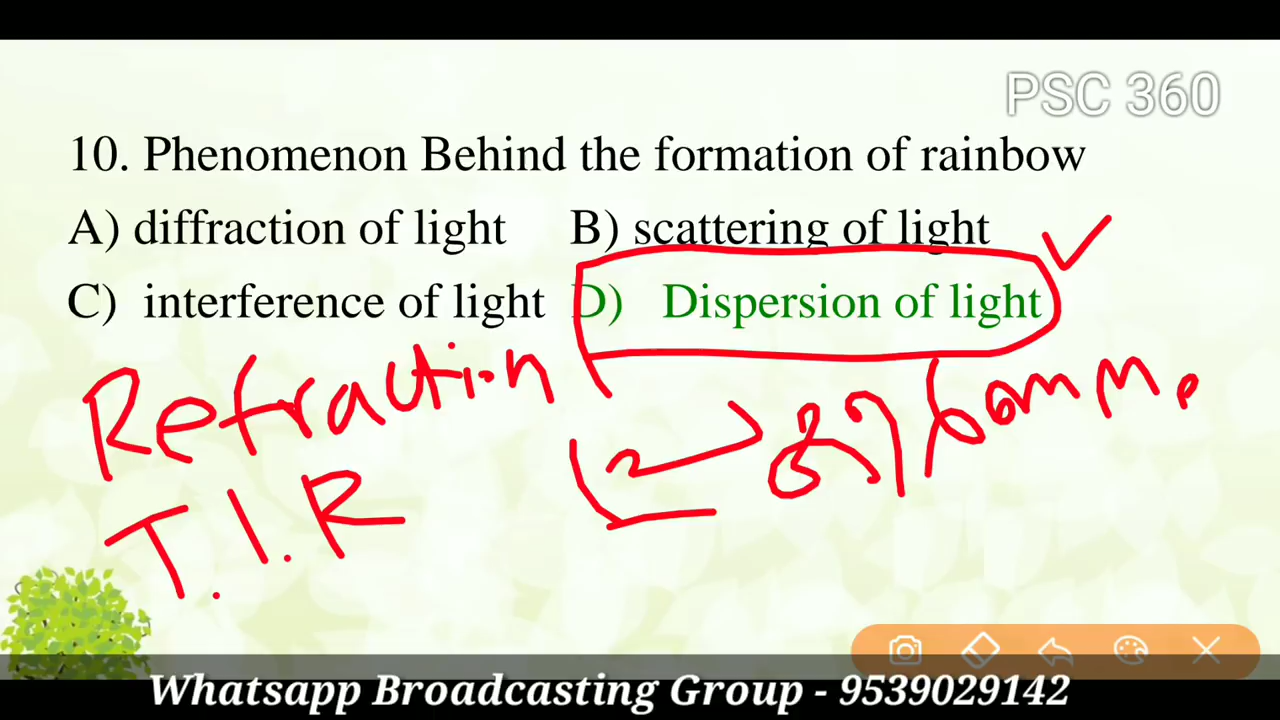 PSC 360
10. Phenomenon Behind the formation of rainbow
A) diffraction of light B) scattering of light
C) interference of light D) Dispersion of light
Refraction
T.I.R
Whatsapp Broadcasting Group - 9539029142